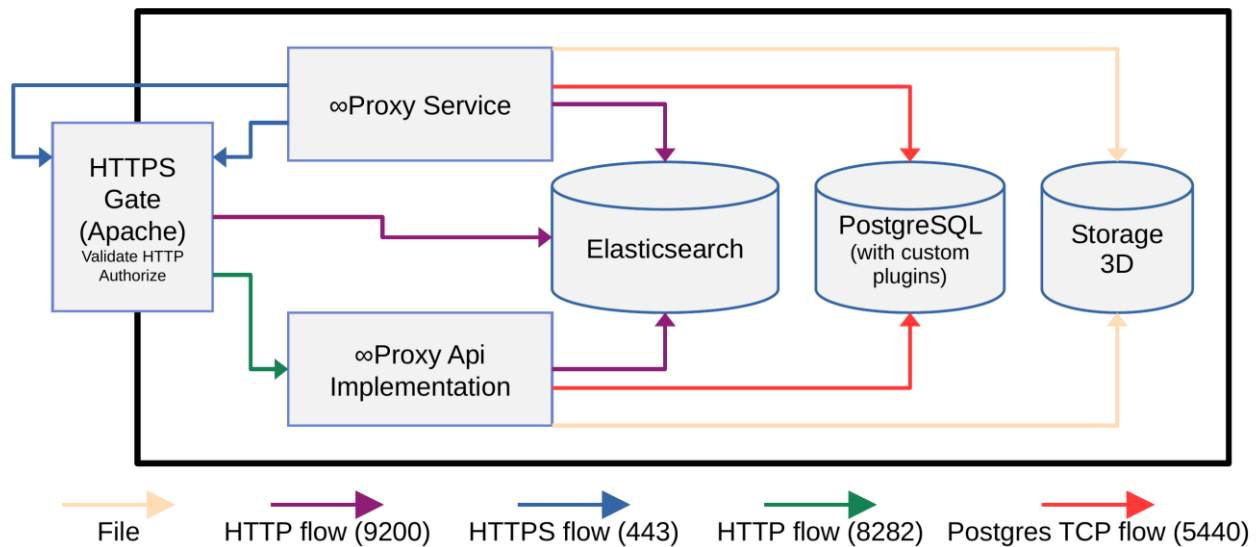 ∞Proxy Service
HTTPS
Gate
(Apache)
Validate HTTP
Authorize
Elasticsearch
PostgreSQL
(with custom
plugins)
Storage
3D
∞Proxy Api
Implementation
File
HTTP flow (9200)
HTTPS flow (443)
HTTP flow (8282)
Postgres TCP flow (5440)